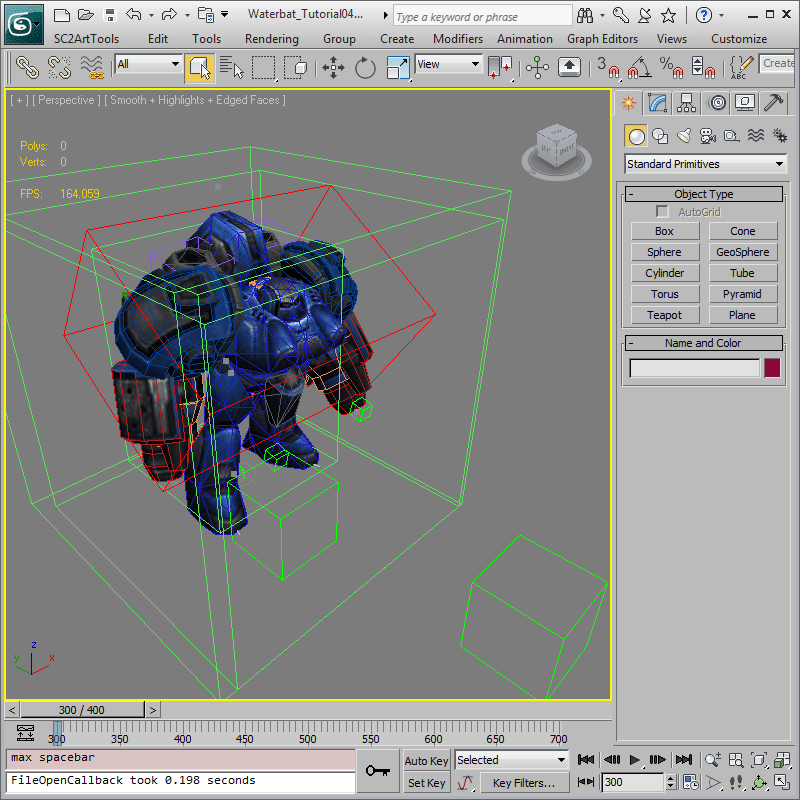 Waterbat_Tutorial04...
Type a keyword or phrase
SC2ArtTools Edit Tools Rendering Group Create Modifiers Animation Graph Editors Views Customize
All
View
3
%
ABC
Create
[ + ] [ Perspective ] [ Smooth + Highlights + Edged Faces ]
Polys: 0
Verts: 0
FPS: 164.059
Standard Primitives
- Object Type
AutoGrid
Box Cone
Sphere GeoSphere
Cylinder Tube
Torus Pyramid
Teapot Plane
- Name and Color
z
y x
< 300 / 400 >
300 350 400 450 500 550 600 650 700
max spacebar
FileOpenCallback took 0.198 seconds
Auto Key Selected
Set Key Key Filters...
300